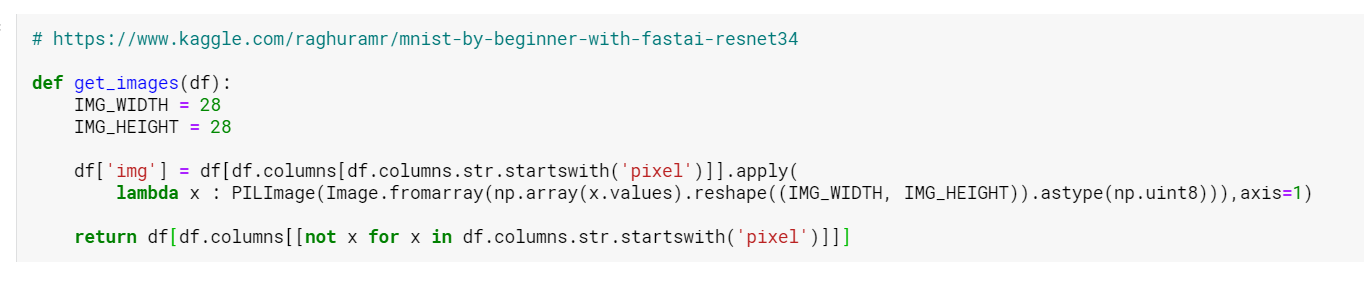 # https://www.kaggle.com/raghuramr/mnist-by-beginner-with-fastai-resnet34
def get_images(df):
IMG_WIDTH = 28
IMG_HEIGHT = 28
df['img'] = df[df.columns[df.columns.str.startswith('pixel')]].apply(
lambda x : PILImage(Image.fromarray(np.array(x.values).reshape((IMG_WIDTH, IMG_HEIGHT)).astype(np.uint8))),axis=1)
return df[df.columns[[not x for x in df.columns.str.startswith('pixel')]]]